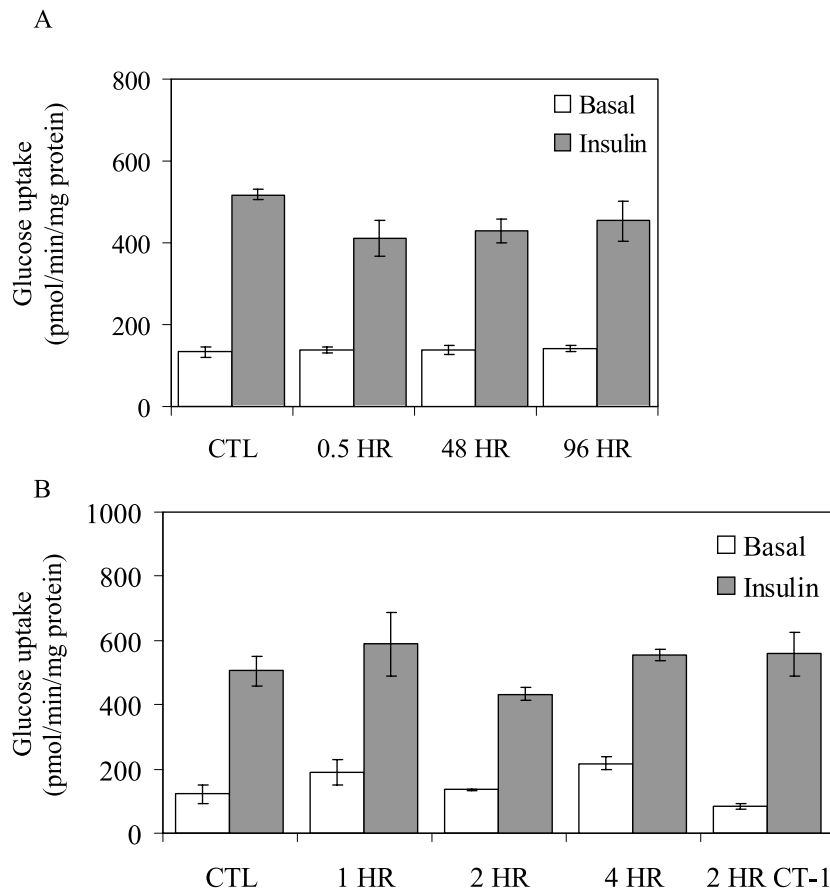 A
800
600
400
200
0
Glucose uptake
(pmol/min/mg protein)
Basal
Insulin
CTL 0.5 HR 48 HR 96 HR
B
1000
800
600
400
200
0
Glucose uptake
(pmol/min/mg protein)
Basal
Insulin
CTL 1 HR 2 HR 4 HR 2 HR CT-1